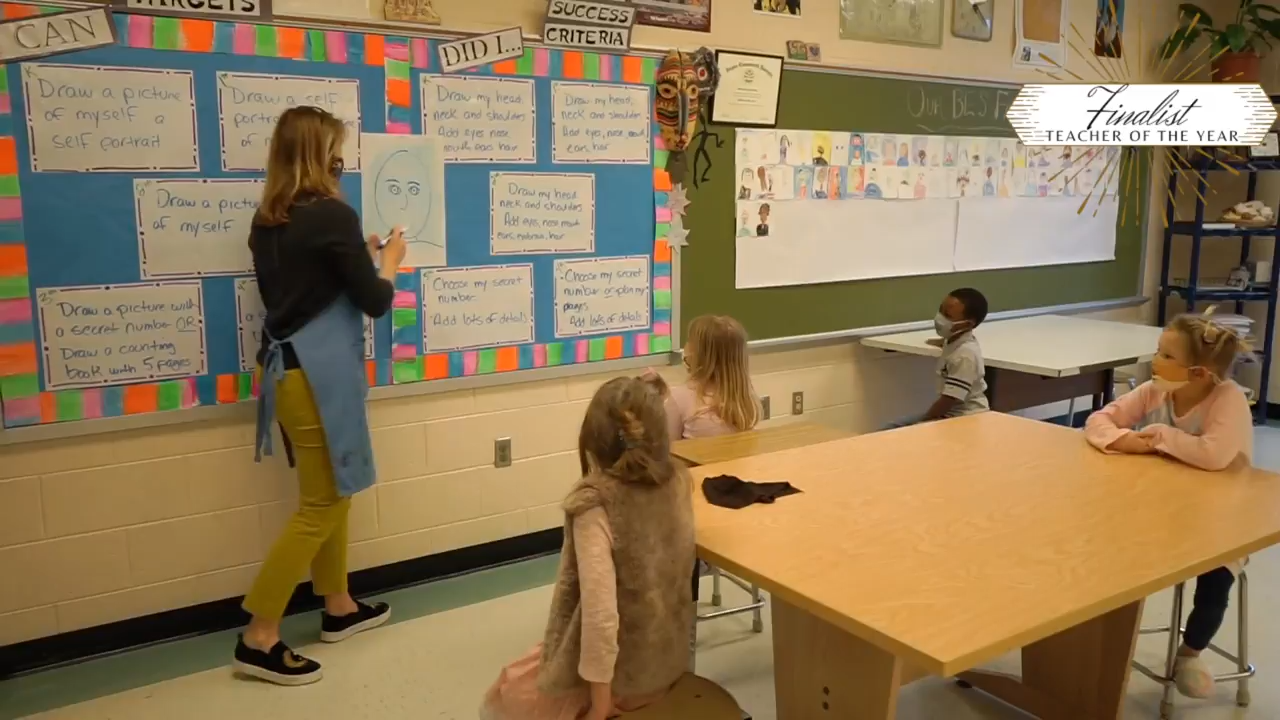 TARGETS
I CAN
DID I...
SUCCESS
CRITERIA
Draw a picture
of myself a
self portrait
Draw a self
Draw a
of myself
Draw a picture with
a secret number OR
Draw a counting
book with 5 pages
Draw my head,
neck and shoulders
Add eyes nose
mouth ears hair
Draw my head,
neck and shoulders
Add eyes, nose, mouth,
ears, hair
Draw my head
neck and shoulders
Add eyes, nose, mouth
ears, eyebrows, hair
Choose my secret
number.
Add lots of details
Choose my secret
number or plan my
pages
Add lots of details
OUR
Finalist
TEACHER OF THE YEAR